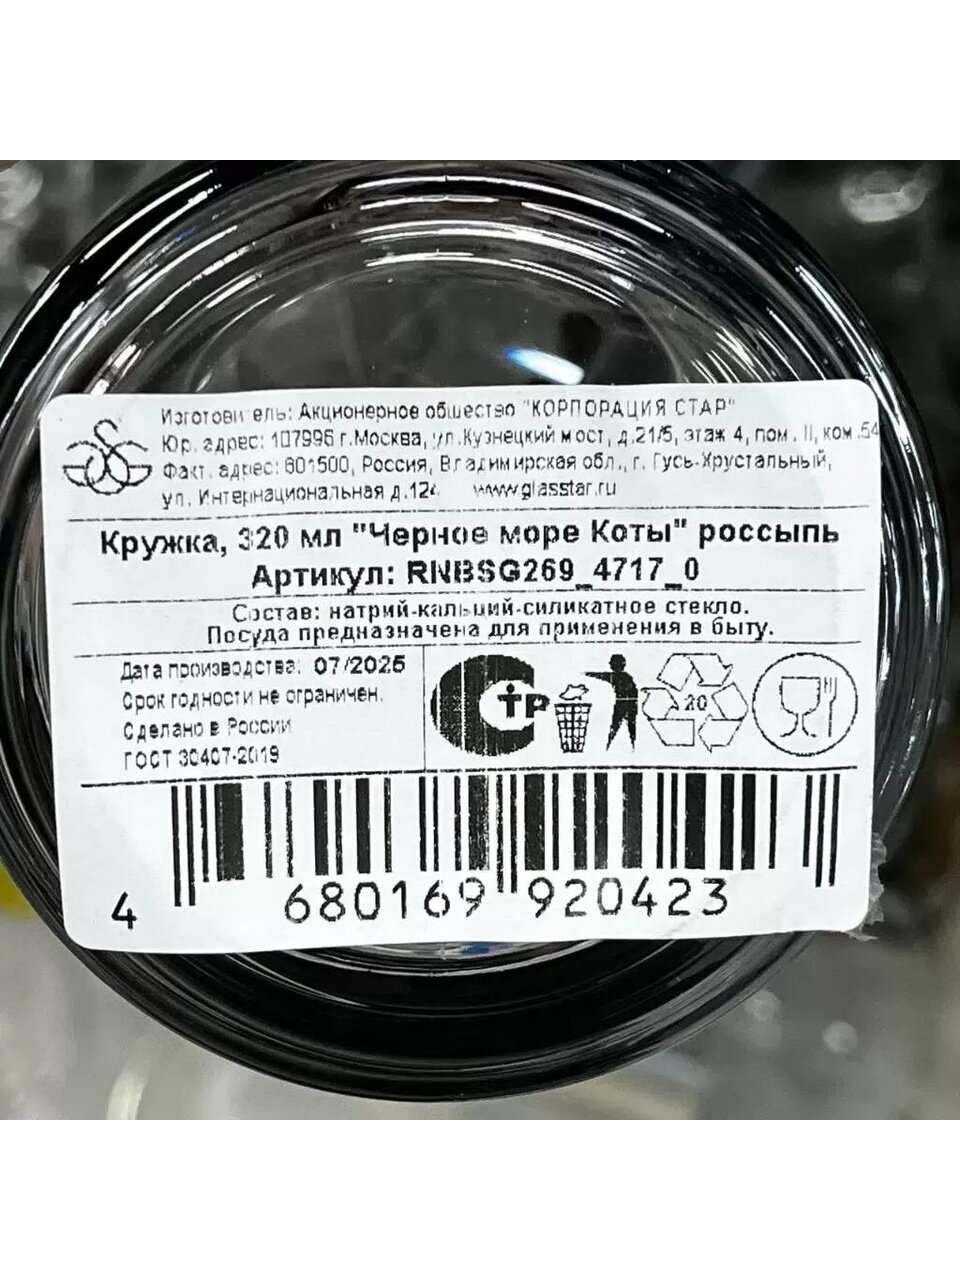 Изготовитель: Акционерное общество "КОРПОРАЦИЯ СТАР"
Юр. адрес: 107996 г.Москва, ул.Кузнецкий мост, д.21/5, этаж 4, пом. II, ком.54
Факт. адрес: 601500, Россия, Владимирская обл., г. Гусь-Хрустальный,
ул. Интернациональная www.glasstar.ru
Кружка, 320 мл "Черное море Коты" россыпь
Артикул: RNBSG269_4717_0
Состав: натрий-кальций-силикатное стекло.
Посуда предназначена для применения в быту.
Дата производства: 07/2025
Срок годности не ограничен.
Сделано в России
ГОСТ 30407-2019
СТР
20
4 680169 920423